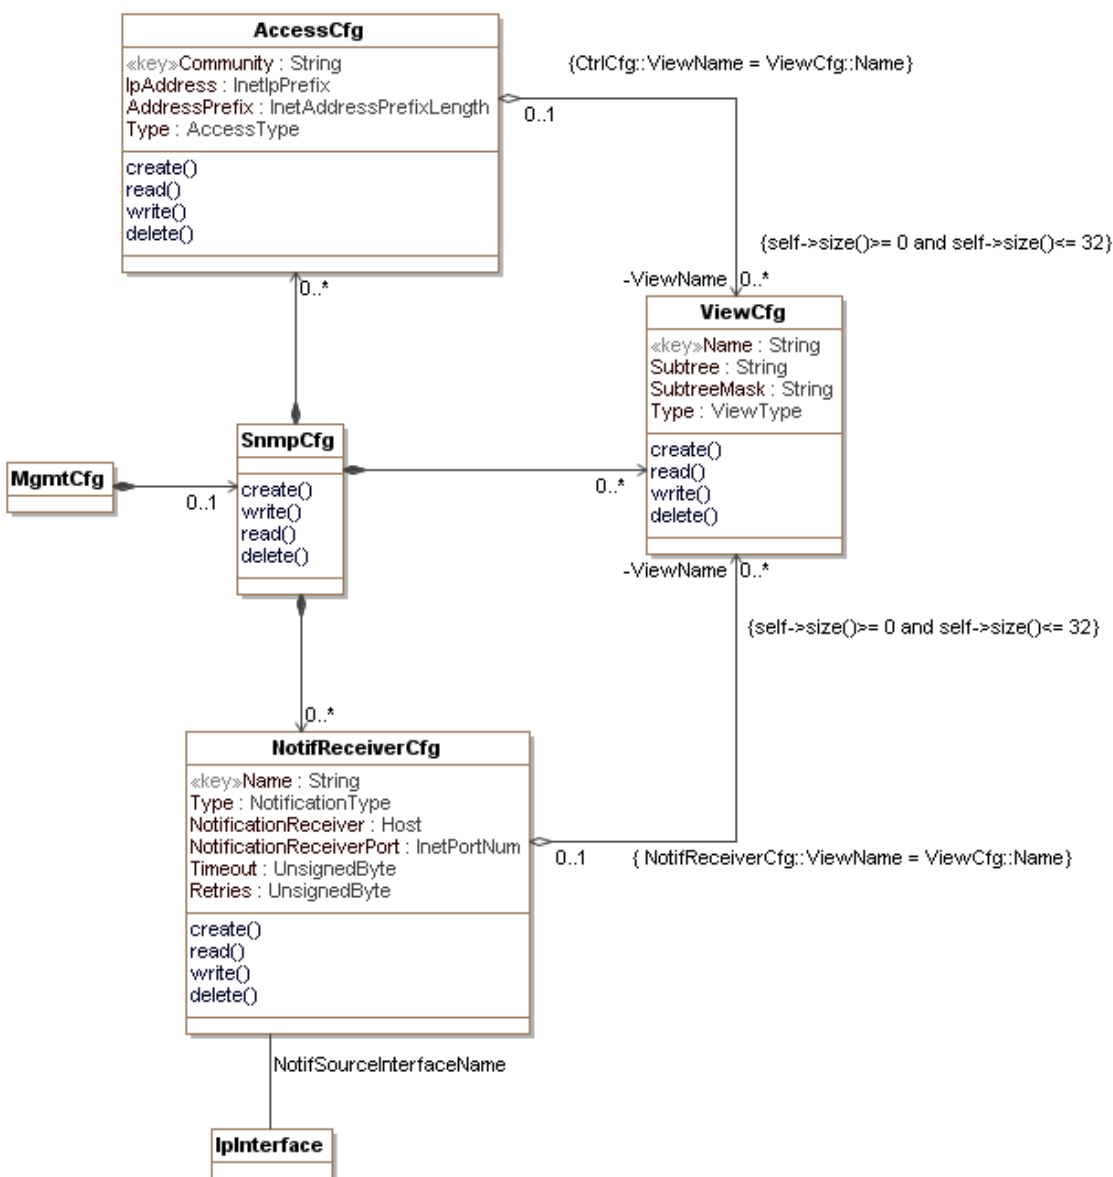 AccessCfg
«key»Community : String
IpAddress : InetIpPrefix
AddressPrefix : InetAddressPrefixLength
Type : AccessType
create()
read()
write()
delete()
{CtrlCfg::ViewName = ViewCfg::Name}
0..1
{self->size()>= 0 and self->size()<= 32}
-ViewName
0..*
0..*
ViewCfg
«key»Name : String
Subtree : String
SubtreeMask : String
Type : ViewType
create()
read()
write()
delete()
SnmpCfg
create()
write()
read()
delete()
MgmtCfg
0..1
0..*
-ViewName
0..*
{self->size()>= 0 and self->size()<= 32}
0..*
NotifReceiverCfg
«key»Name : String
Type : NotificationType
NotificationReceiver : Host
NotificationReceiverPort : InetPortNum
Timeout : UnsignedByte
Retries : UnsignedByte
create()
read()
write()
delete()
0..1
{ NotifReceiverCfg::ViewName = ViewCfg::Name}
NotifSourceInterfaceName
IpInterface